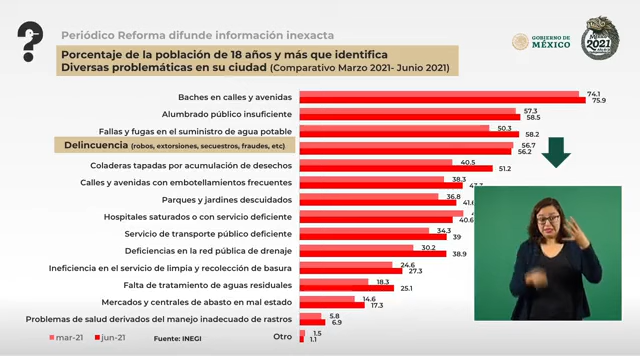 Periódico Reforma difunde información inexacta
GOBIERNO DE
MÉXICO
México
2021
Porcentaje de la población de 18 años y más que identifica
Diversas problemáticas en su ciudad (Comparativo Marzo 2021- Junio 2021)
Baches en calles y avenidas 74.1
75.9
Alumbrado público insuficiente 57.3
58.5
Fallas y fugas en el suministro de agua potable 50.3
58.2
Delincuencia (robos, extorsiones, secuestros, fraudes, etc) 56.7
56.2
Coladeras tapadas por acumulación de desechos 40.5
51.2
Calles y avenidas con embotellamientos frecuentes 38.3
Parques y jardines descuidados 36.8
Hospitales saturados o con servicio deficiente
40.6
Servicio de transporte público deficiente 34.3
39
Deficiencias en la red pública de drenaje 30.2
38.9
Ineficiencia en el servicio de limpia y recolección de basura 24.6
27.3
Falta de tratamiento de aguas residuales 18.3
25.1
Mercados y centrales de abasto en mal estado 14.6
17.3
Problemas de salud derivados del manejo inadecuado de rastros 5.8
6.9
Otro 1.5
1.1
mar-21 jun-21 Fuente: INEGI